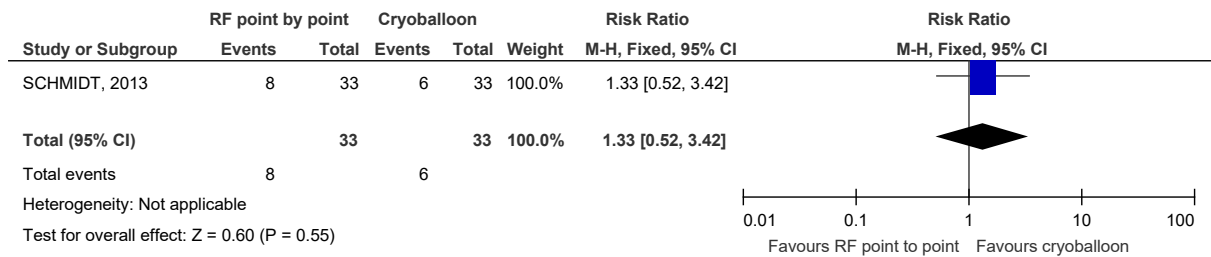 RF point by point Cryoballoon Risk Ratio Risk Ratio
Study or Subgroup Events Total Events Total Weight M-H, Fixed, 95% CI M-H, Fixed, 95% CI
SCHMIDT, 2013 8 33 6 33 100.0% 1.33 [0.52, 3.42]
Total (95% CI) 33 33 100.0% 1.33 [0.52, 3.42]
Total events 8 6
Heterogeneity: Not applicable
Test for overall effect: Z = 0.60 (P = 0.55)
0.01 0.1 1 10 100
Favours RF point to point Favours cryoballoon